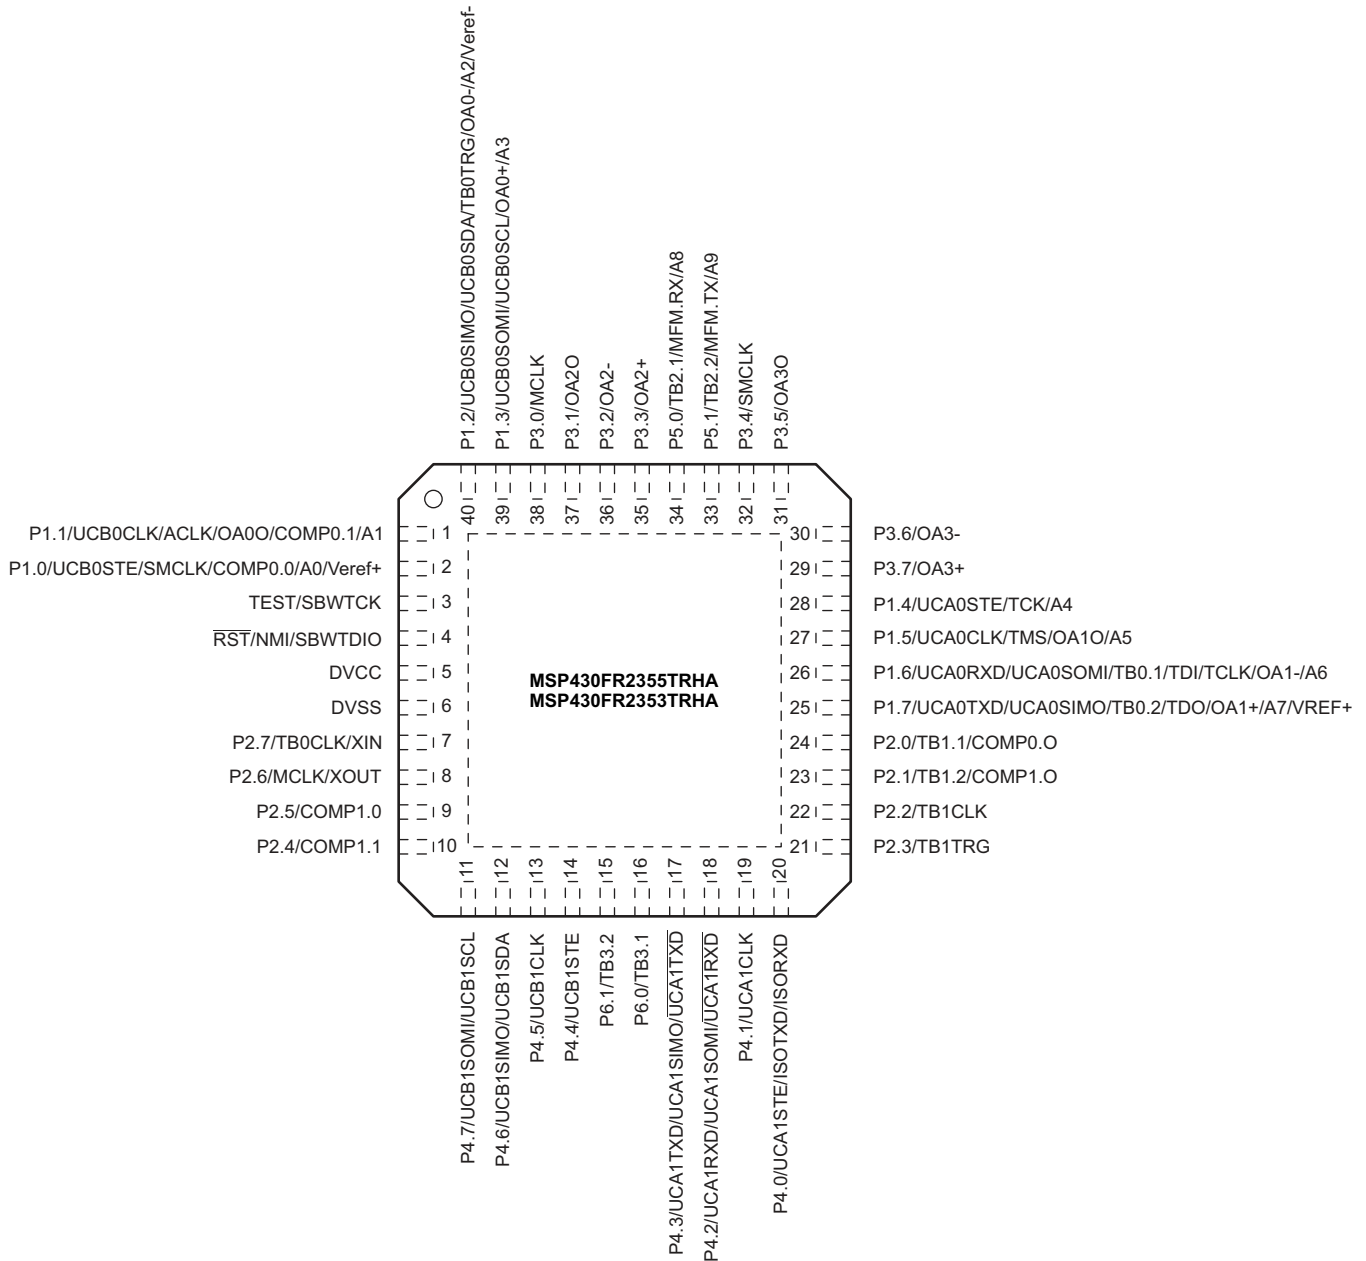 P1.2/UCB0SIMO/UCB0SDA/TB0TRG/OA0-/A2/Veref-
P1.3/UCB0SOMI/UCB0SCL/OA0+/A3
P3.0/MCLK
P3.1/OA2O
P3.2/OA2-
P3.3/OA2+
P5.0/TB2.1/MFM.RX/A8
P5.1/TB2.2/MFM.TX/A9
P3.4/SMCLK
P3.5/OA3O
40
39
38
37
36
35
34
33
32
31
P1.1/UCB0CLK/ACLK/OA0O/COMP0.1/A1
1
P1.0/UCB0STE/SMCLK/COMP0.0/A0/Veref+
2
TEST/SBWTCK
3
RST/NMI/SBWTDIO
4
DVCC
5
DVSS
6
P2.7/TB0CLK/XIN
7
P2.6/MCLK/XOUT
8
P2.5/COMP1.0
9
P2.4/COMP1.1
10
MSP430FR2355TRHA
MSP430FR2353TRHA
30
P3.6/OA3-
29
P3.7/OA3+
28
P1.4/UCA0STE/TCK/A4
27
P1.5/UCA0CLK/TMS/OA1O/A5
26
P1.6/UCA0RXD/UCA0SOMI/TB0.1/TDI/TCLK/OA1-/A6
25
P1.7/UCA0TXD/UCA0SIMO/TB0.2/TDO/OA1+/A7/VREF+
24
P2.0/TB1.1/COMP0.O
23
P2.1/TB1.2/COMP1.O
22
P2.2/TB1CLK
21
P2.3/TB1TRG
11
12
13
14
15
16
17
18
19
20
P4.7/UCB1SOMI/UCB1SCL
P4.6/UCB1SIMO/UCB1SDA
P4.5/UCB1CLK
P4.4/UCB1STE
P6.1/TB3.2
P6.0/TB3.1
P4.3/UCA1TXD/UCA1SIMO/UCA1TXD
P4.2/UCA1RXD/UCA1SOMI/UCA1RXD
P4.1/UCA1CLK
P4.0/UCA1STE/ISOTXD/ISORXD